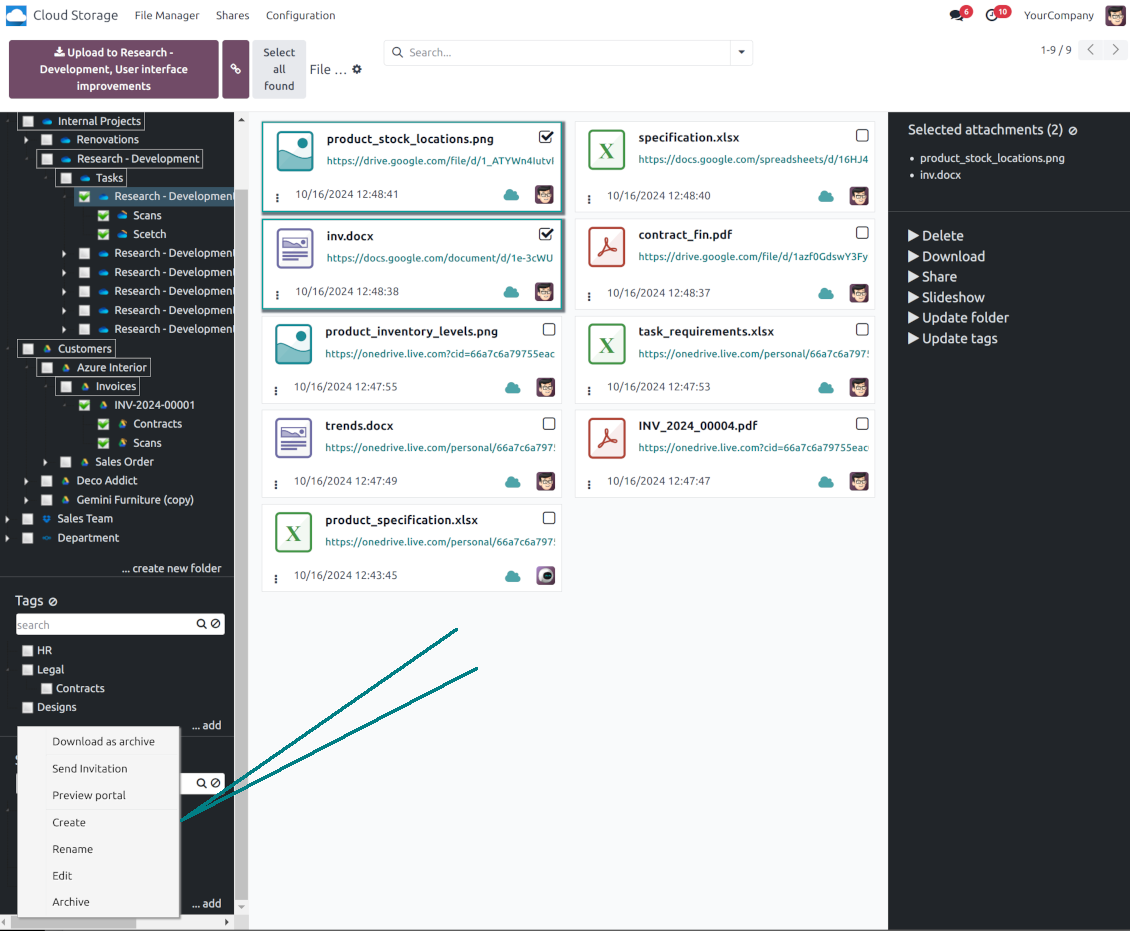 Cloud Storage
File Manager
Shares
Configuration
6
10
YourCompany
Upload to Research -
Development, User interface
improvements
Select
all
found
File ...
Search...
1-9 / 9
Internal Projects
Renovations
Research - Development
Tasks
Research - Development
Scans
Scetch
Research - Development
Research - Development
Research - Development
Research - Development
Research - Development
Customers
Azure Interior
Invoices
INV-2024-00001
Contracts
Scans
Sales Order
Deco Addict
Gemini Furniture (copy)
Sales Team
Department
... create new folder
Tags
search
HR
Legal
Contracts
Designs
... add
Download as archive
Send Invitation
Preview portal
Create
Rename
Edit
Archive
... add
product_stock_locations.png
https://drive.google.com/file/d/1_ATYWn4IutvI
10/16/2024 12:48:41
specification.xlsx
https://docs.google.com/spreadsheets/d/16HJ4
10/16/2024 12:48:40
inv.docx
https://docs.google.com/document/d/1e-3cWU
10/16/2024 12:48:38
contract_fin.pdf
https://drive.google.com/file/d/1azf0GdswY3Fy
10/16/2024 12:48:37
product_inventory_levels.png
https://onedrive.live.com?cid=66a7c6a79755eac
10/16/2024 12:47:55
task_requirements.xlsx
https://onedrive.live.com/personal/66a7c6a797
10/16/2024 12:47:53
trends.docx
https://onedrive.live.com/personal/66a7c6a797
10/16/2024 12:47:49
INV_2024_00004.pdf
https://onedrive.live.com?cid=66a7c6a79755eac
10/16/2024 12:47:47
product_specification.xlsx
https://onedrive.live.com/personal/66a7c6a797
10/16/2024 12:43:45
Selected attachments (2)
product_stock_locations.png
inv.docx
Delete
Download
Share
Slideshow
Update folder
Update tags